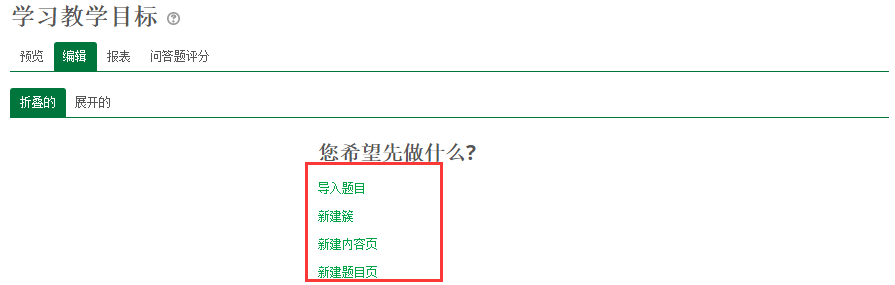 学习教学目标
预览 编辑 报表 问答题评分
折叠的 展开的
您希望先做什么?
导入题目
新建簇
新建内容页
新建题目页